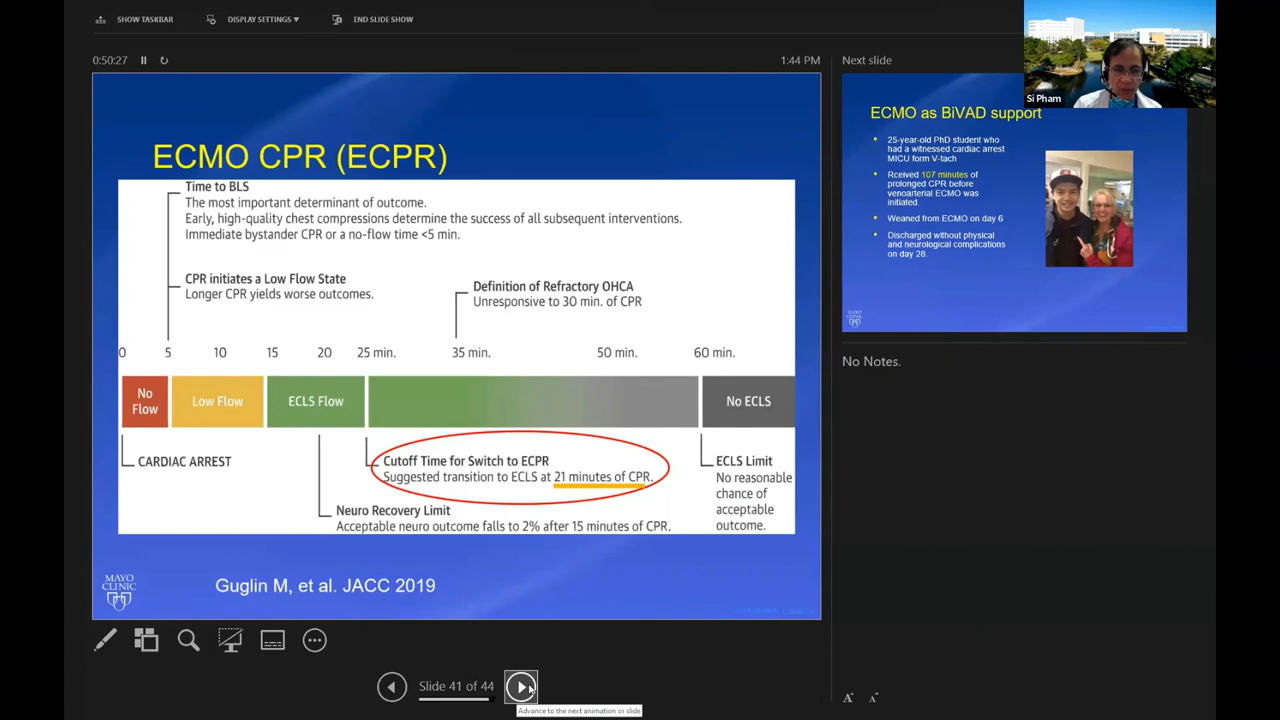 SHOW TASKBAR
DISPLAY SETTINGS ▾
END SLIDE SHOW
0:50:27
1:44 PM
ECMO CPR (ECPR)
Time to BLS
The most important determinant of outcome.
Early, high-quality chest compressions determine the success of all subsequent interventions.
Immediate bystander CPR or a no-flow time <5 min.
CPR initiates a Low Flow State
Longer CPR yields worse outcomes.
Definition of Refractory OHCA
Unresponsive to 30 min. of CPR
0 5 10 15 20 25 min. 35 min. 50 min. 60 min.
No
Flow
Low Flow
ECLS Flow
No ECLS
CARDIAC ARREST
Cutoff Time for Switch to ECPR
Suggested transition to ECLS at 21 minutes of CPR.
ECLS Limit
No reasonable
chance of
acceptable
outcome.
Neuro Recovery Limit
Acceptable neuro outcome falls to 2% after 15 minutes of CPR.
MAYO
CLINIC
Guglin M, et al. JACC 2019
Slide 41 of 44
Advance to the next animation or slide
Next slide
Si Pham
ECMO as BiVAD support
• 25-year-old PhD student who
had a witnessed cardiac arrest
MICU form V-tach
• Rceived 107 minutes of
prolonged CPR before
venoarterial ECMO was
initiated.
• Weaned from ECMO on day 6
• Discharged without physical
and neurological complications
on day 28.
MAYO
CLINIC
No Notes.
A A